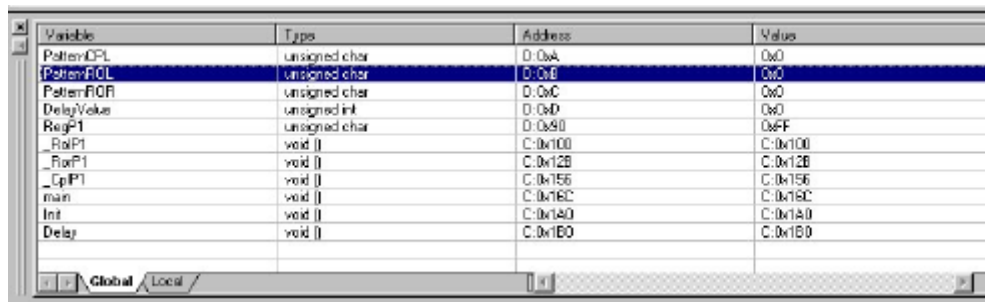 Variable Type Address Value
PatternCPL unsigned char D:0xA 0x0
PatternROL unsigned char D:0xB 0x0
PatternROR unsigned char D:0xC 0x0
DelayValue unsigned int D:0xD 0x0
RegP1 unsigned char D:0x90 0xFF
_RolP1 void () C:0x100 C:0x100
_RorP1 void () C:0x12B C:0x12B
_CplP1 void () C:0x156 C:0x156
main void () C:0x16C C:0x16C
Init void () C:0x1A0 C:0x1A0
Delay void () C:0x1B0 C:0x1B0
Global Local